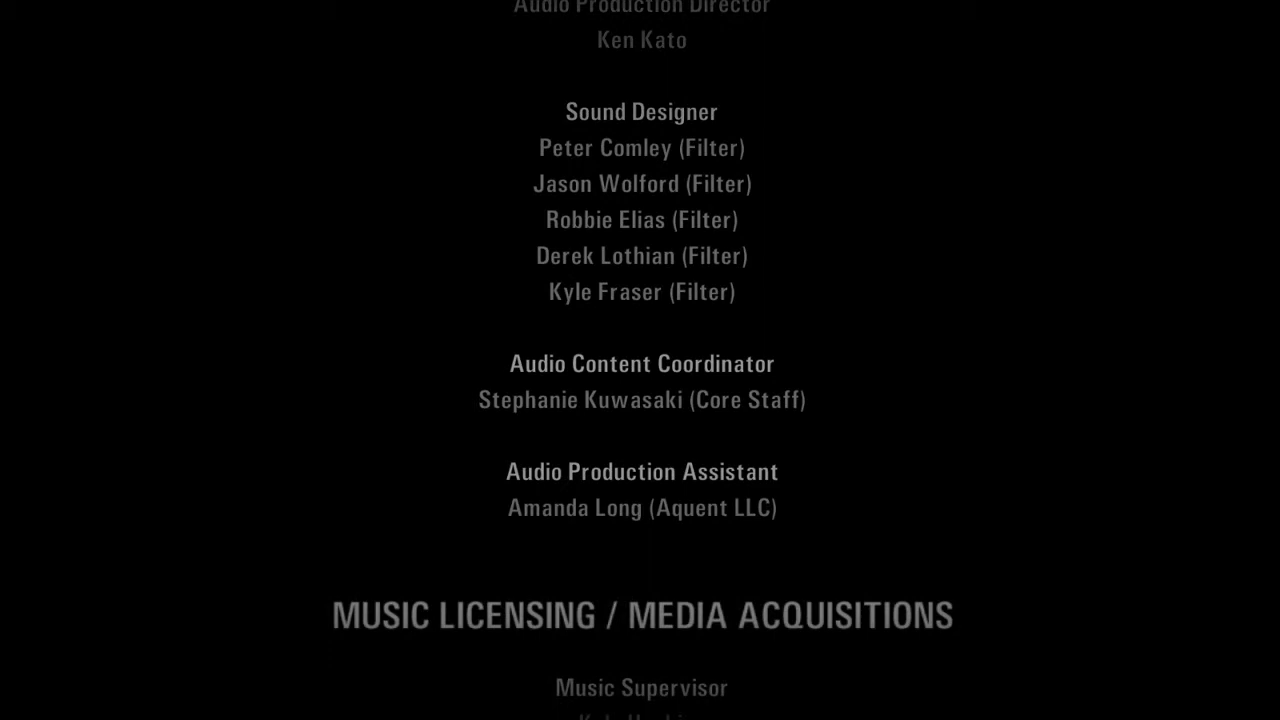 Audio Production Director
Ken Kato
Sound Designer
Peter Comley (Filter)
Jason Wolford (Filter)
Robbie Elias (Filter)
Derek Lothian (Filter)
Kyle Fraser (Filter)
Audio Content Coordinator
Stephanie Kuwasaki (Core Staff)
Audio Production Assistant
Amanda Long (Aquent LLC)
MUSIC LICENSING / MEDIA ACQUISITIONS
Music Supervisor